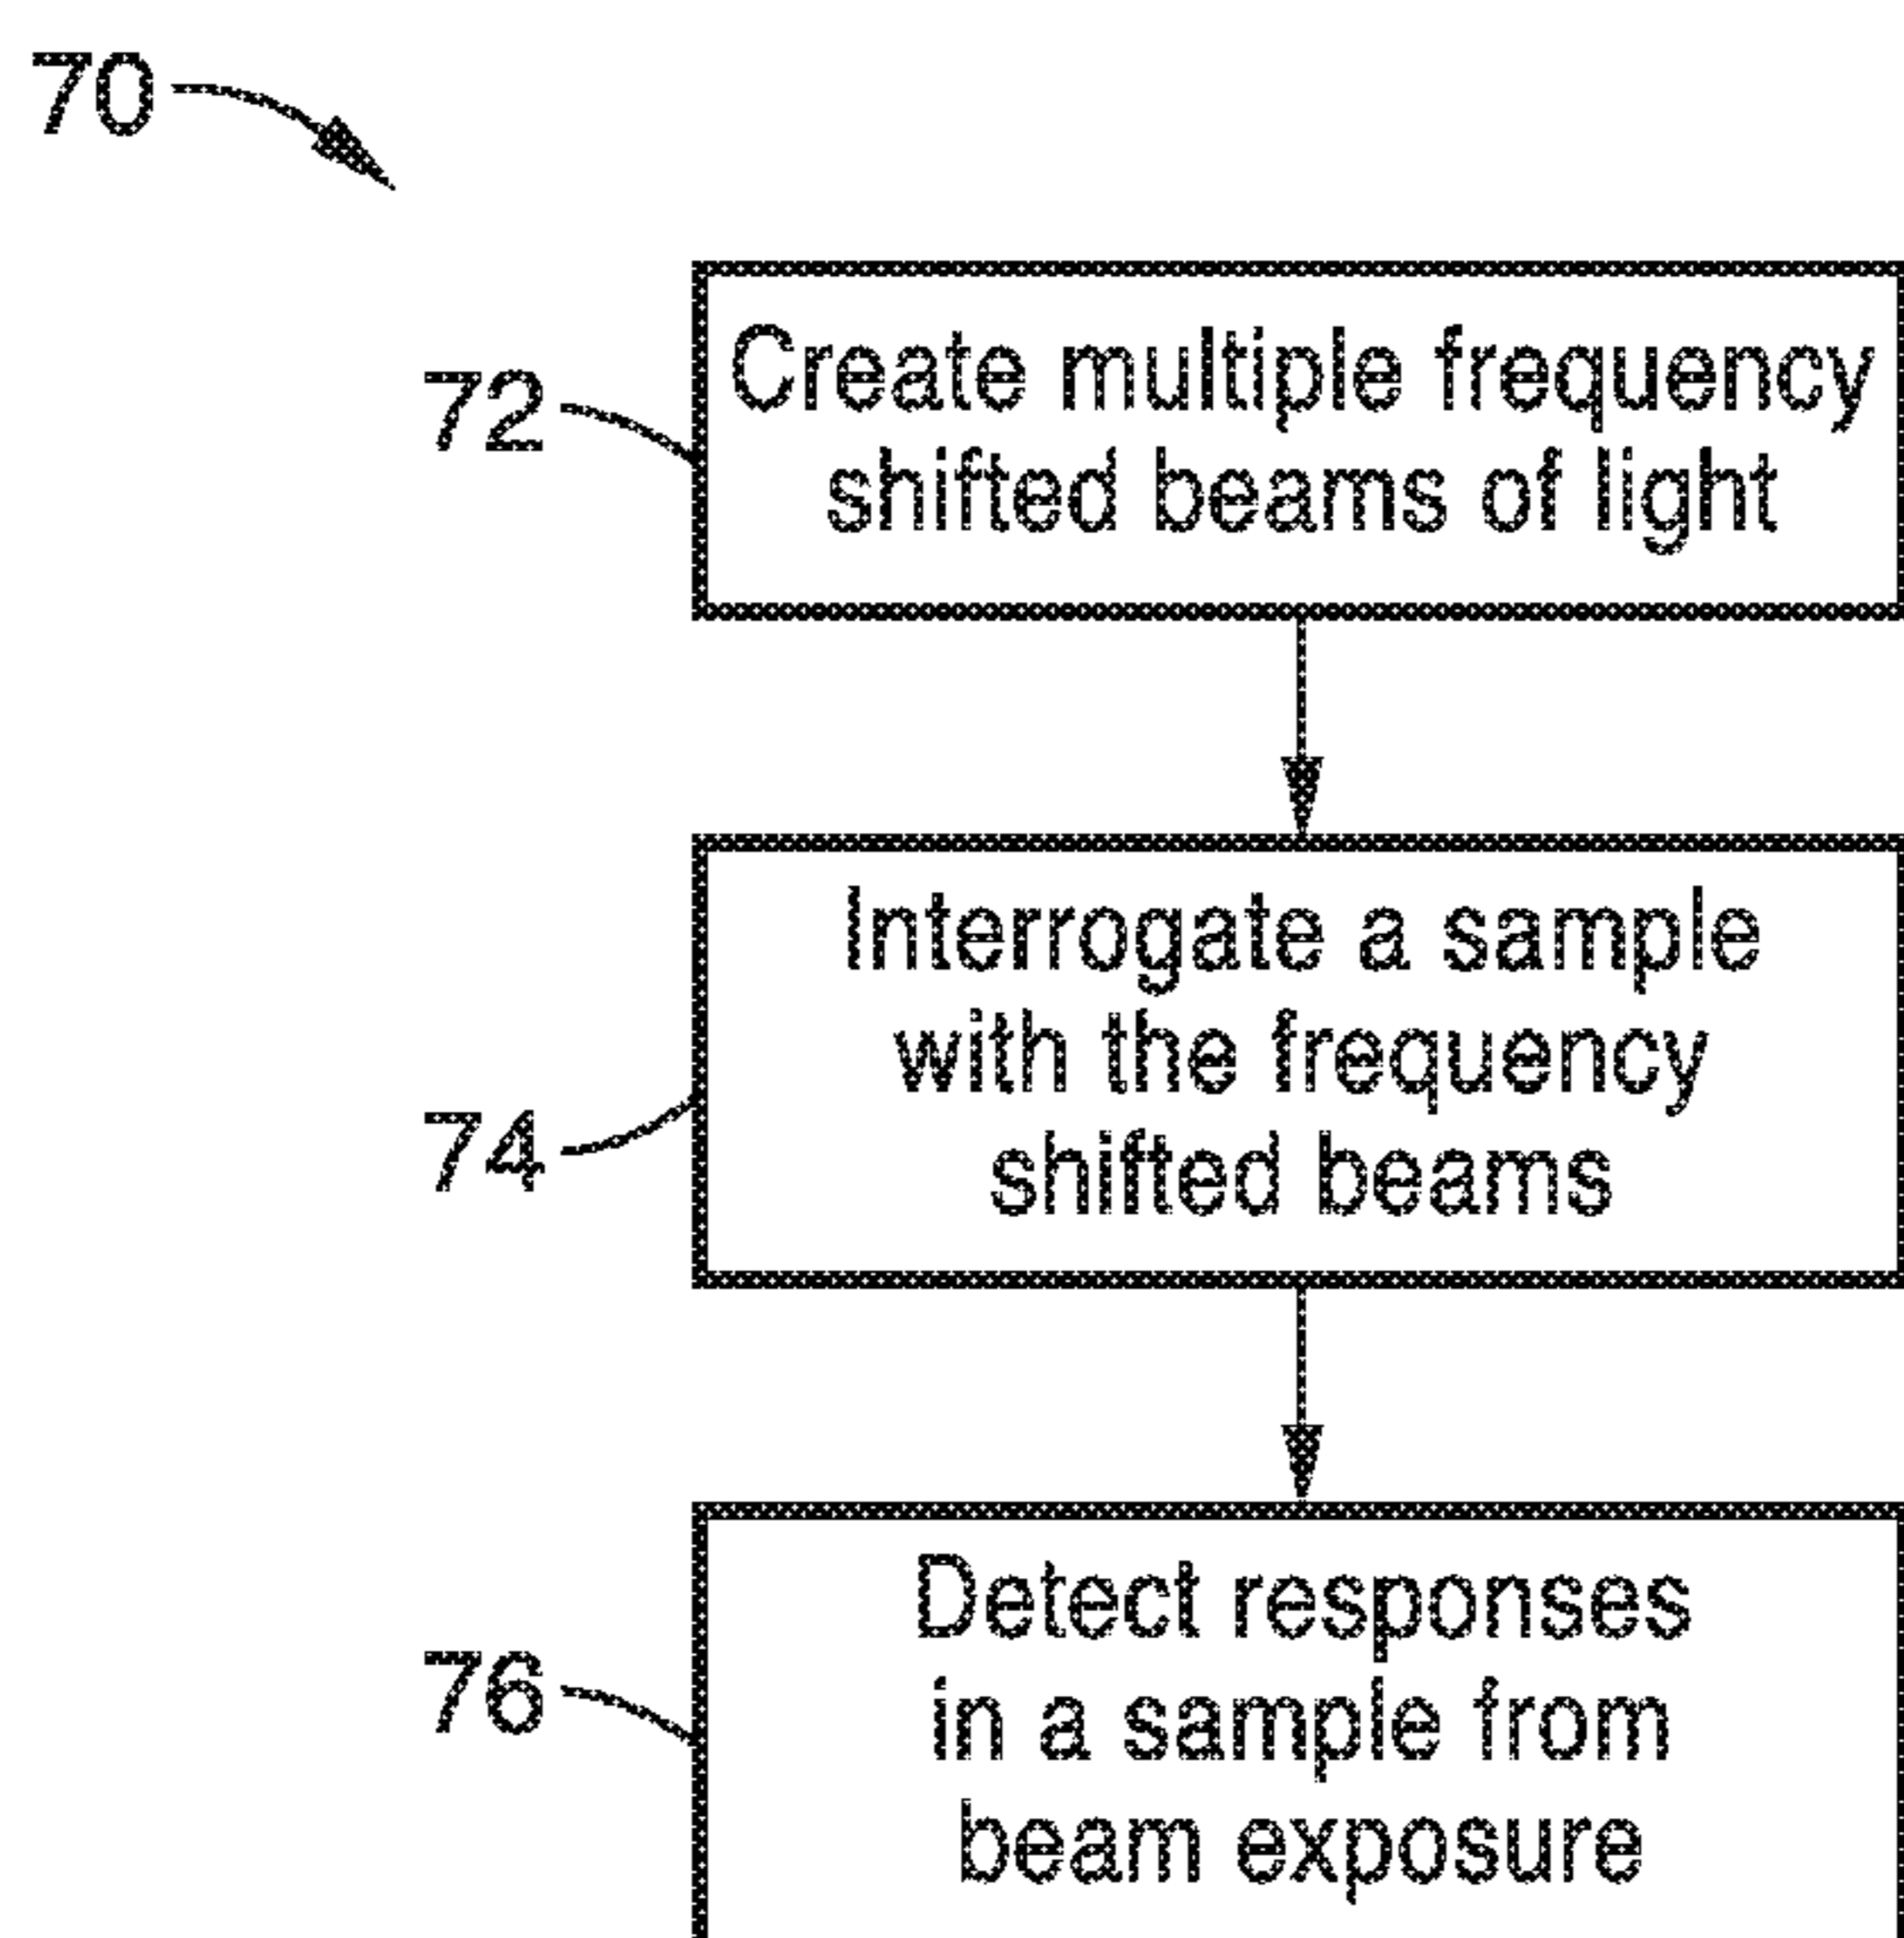 70
72
Create multiple frequency
shifted beams of light
74
Interrogate a sample
with the frequency
shifted beams
76
Detect responses
in a sample from
beam exposure